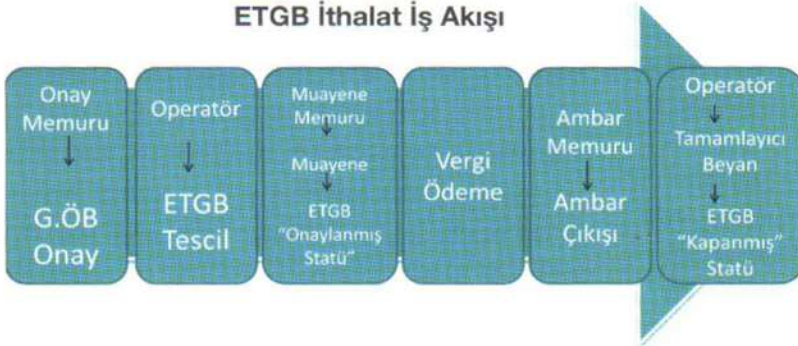 ETGB İthalat İş Akışı
Onay
Memuru
G.ÖB
Onay
Operatör
ETGB
Tescil
Muayene
Memuru
Muayene
ETGB
"Onaylanmış
Statü"
Vergi
Ödeme
Ambar
Memuru
Ambar
Çıkışı
Operatör
Tamamlayıcı
Beyan
ETGB
"Kapanmış"
Statü